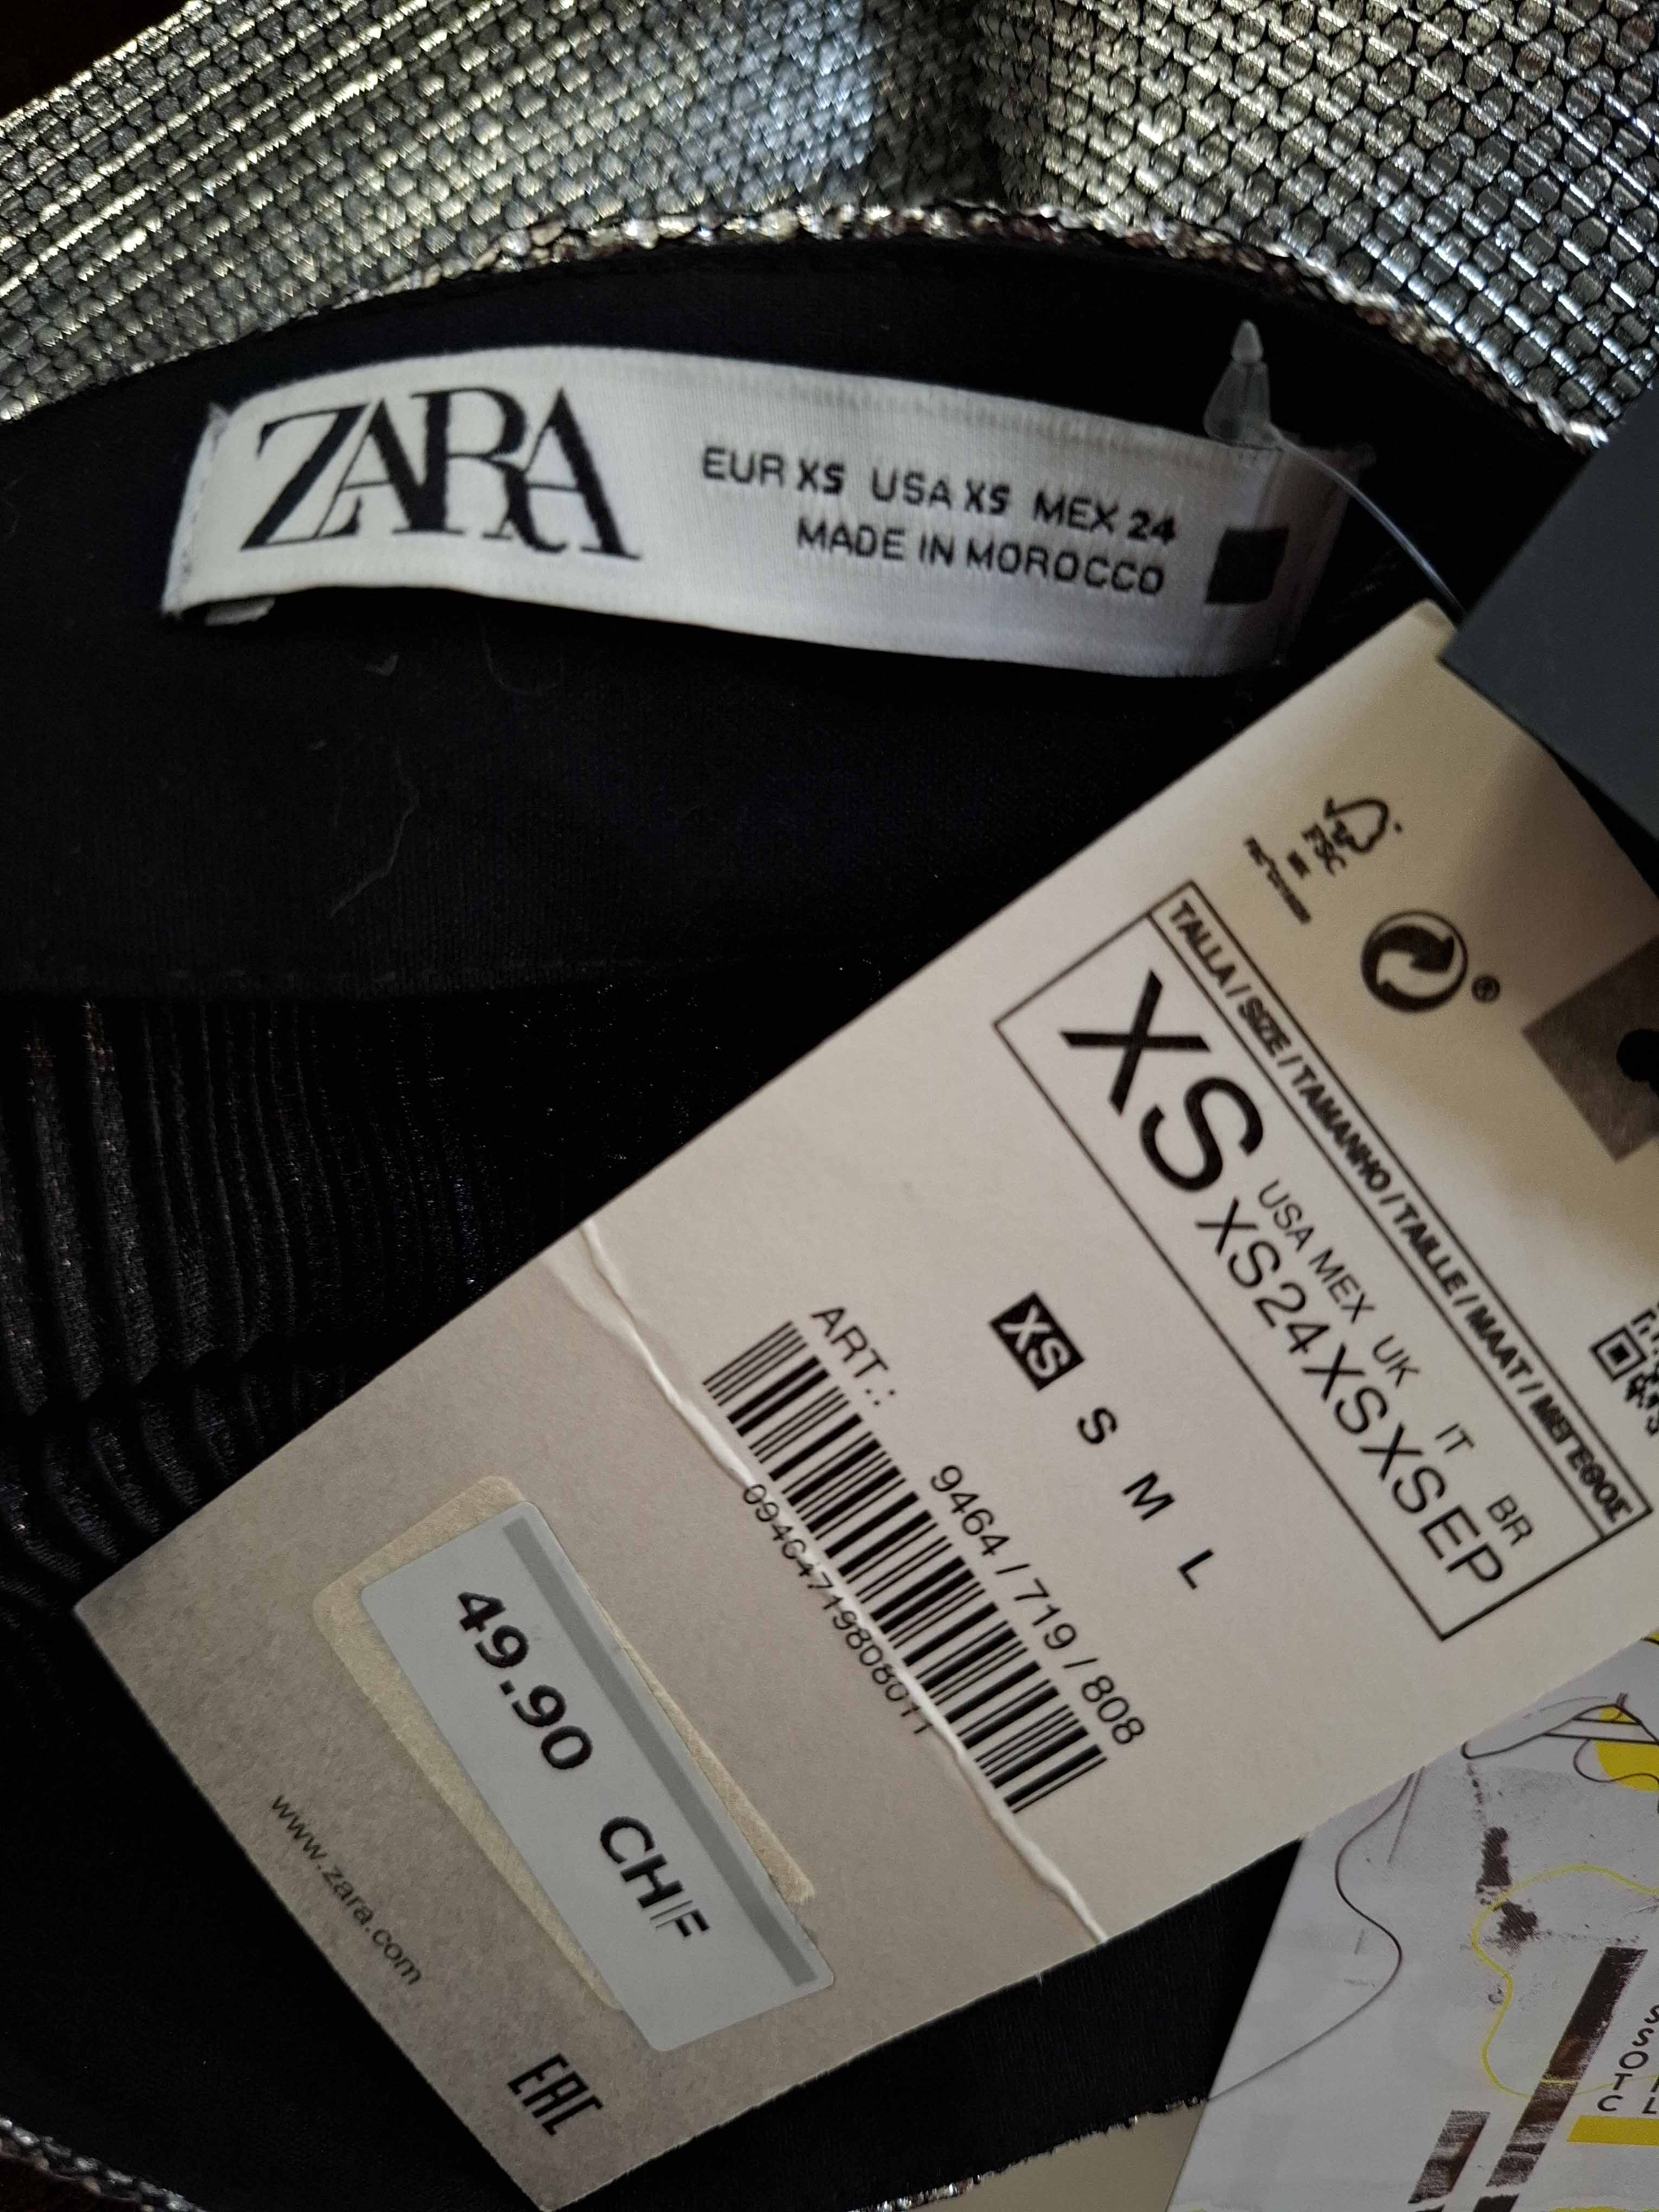 ZARA
EUR XS USA XS MEX 24
MADE IN MOROCCO
FSC
®
TALLA / SIZE / TAMANHO / TAILLE / MAAT / ΜΕΓΕΘΟΣ
XS
USA MEX UK IT BR
XS 24 XS XS EP
XS S M L
ART.: 9464 / 719 / 808
09464719808011
49.90 CHF
www.zara.com
EAC